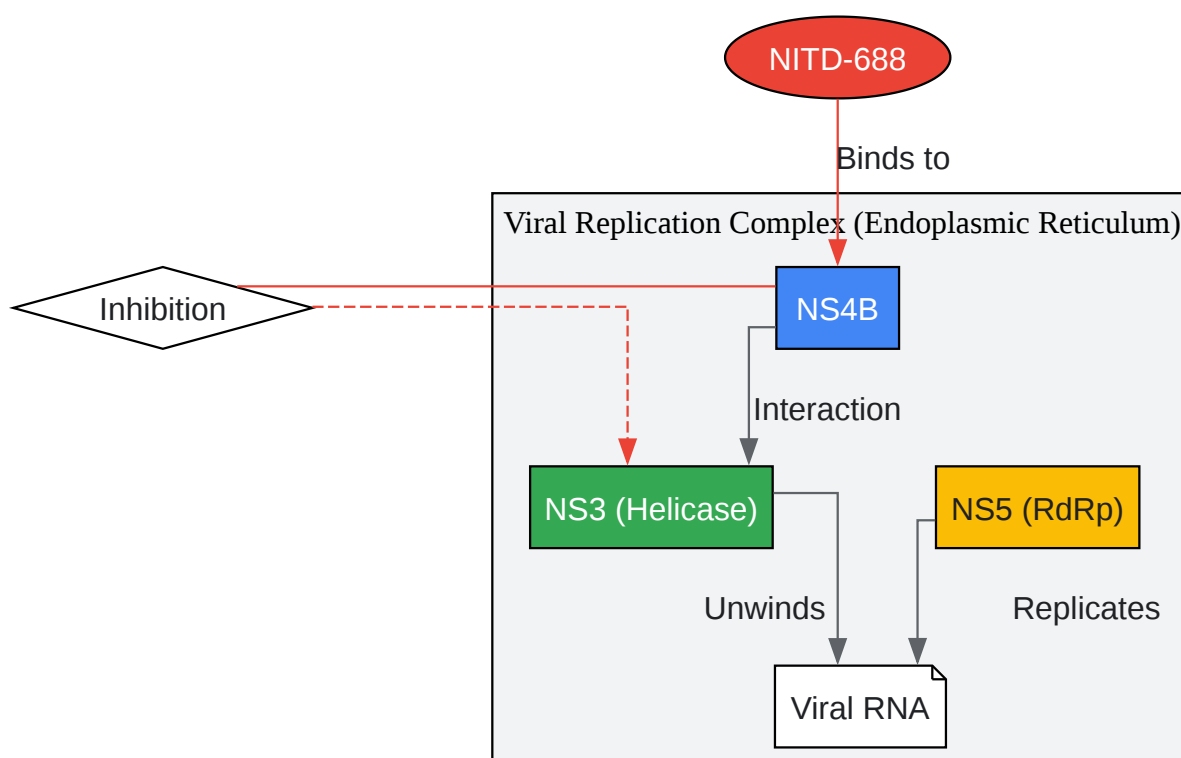 NITD-688
Binds to
Viral Replication Complex (Endoplasmic Reticulum)
Inhibition
NS4B
Interaction
NS3 (Helicase)
NS5 (RdRp)
Unwinds
Replicates
Viral RNA